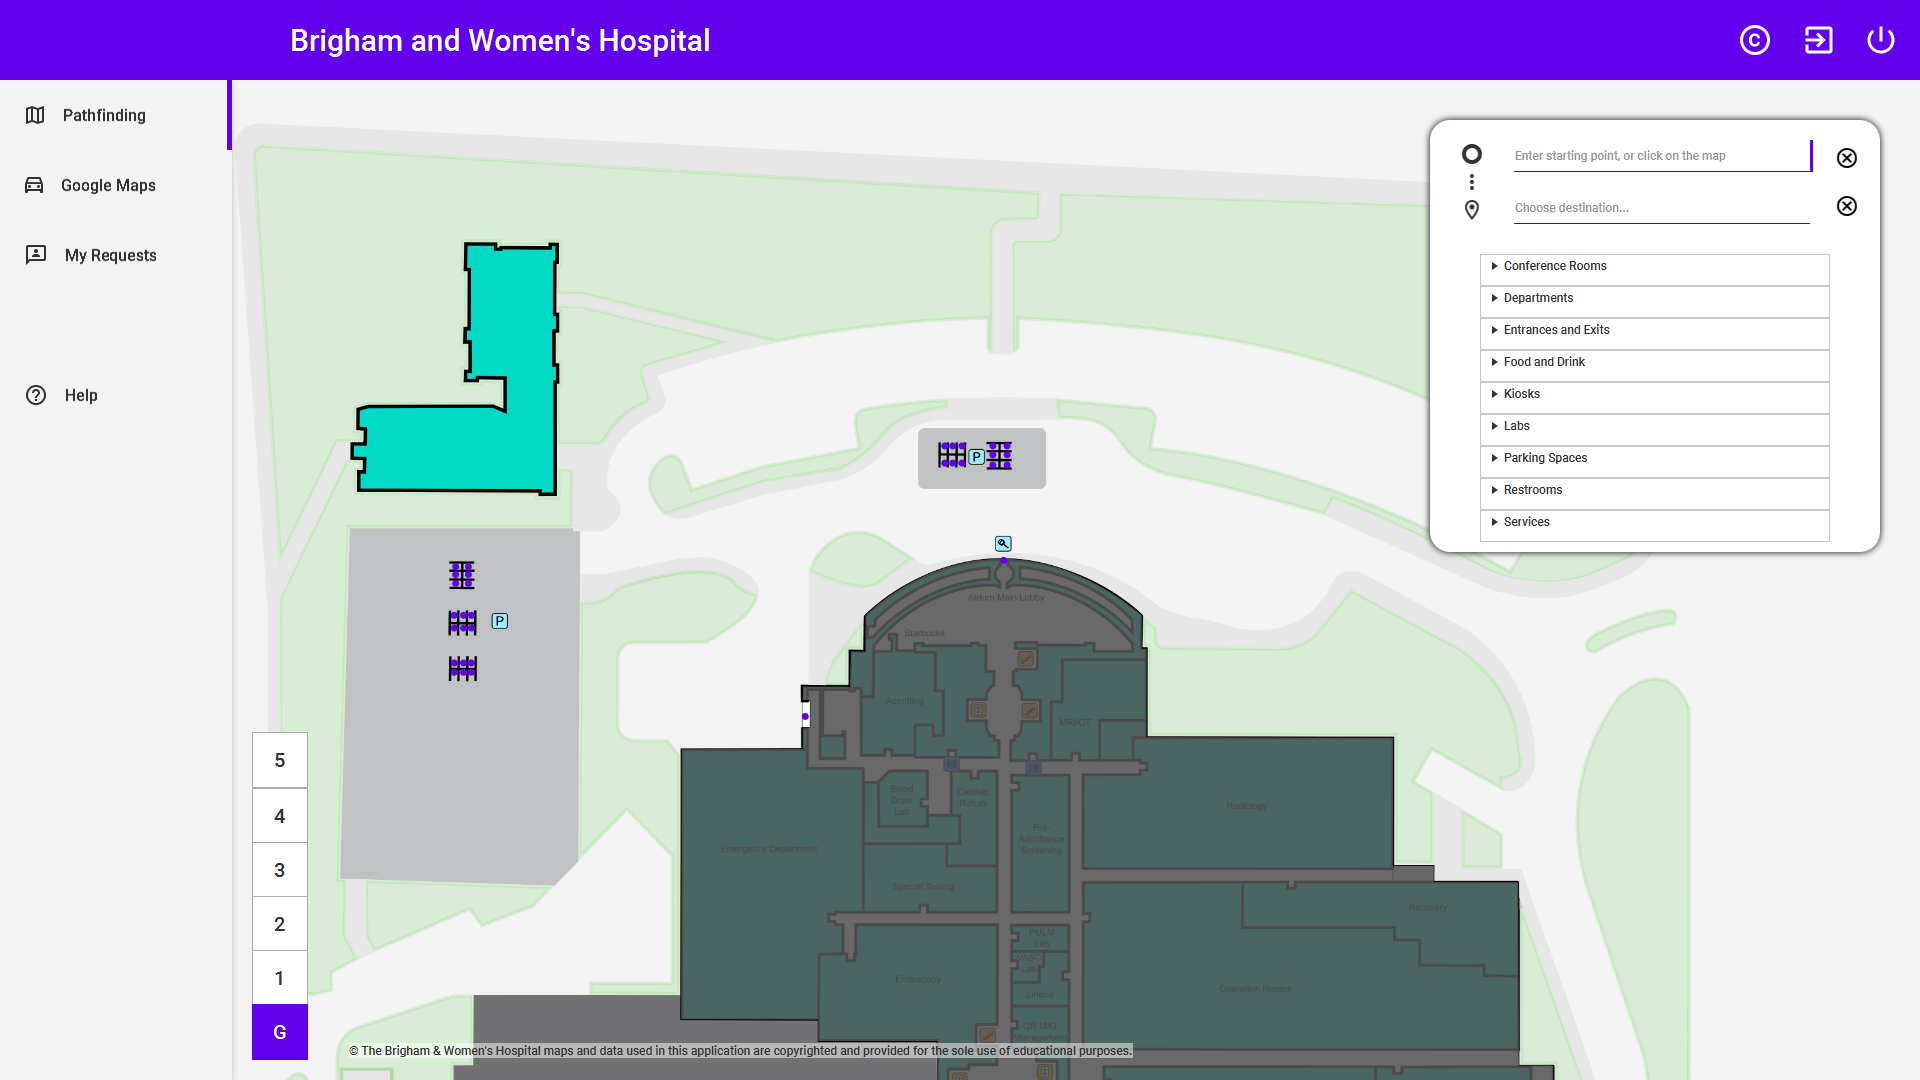 Brigham and Women's Hospital
C
Pathfinding
Google Maps
My Requests
Help
Enter starting point, or click on the map
Choose destination...
Conference Rooms
Departments
Entrances and Exits
Food and Drink
Kiosks
Labs
Parking Spaces
Restrooms
Services
P
P
Atrium Main Lobby
Starbucks
Admitting
MRI/CT
Blood
Draw
Lab
Cardiac
Rehab
Pre-
Admittance
Screening
Radiology
Emergency Department
Special Testing
Recovery
PULM
Lab
VASC
Lab
Endoscopy
Linens
Operation Rooms
OR MAT
Management
5
4
3
2
1
G
© The Brigham & Women's Hospital maps and data used in this application are copyrighted and provided for the sole use of educational purposes.